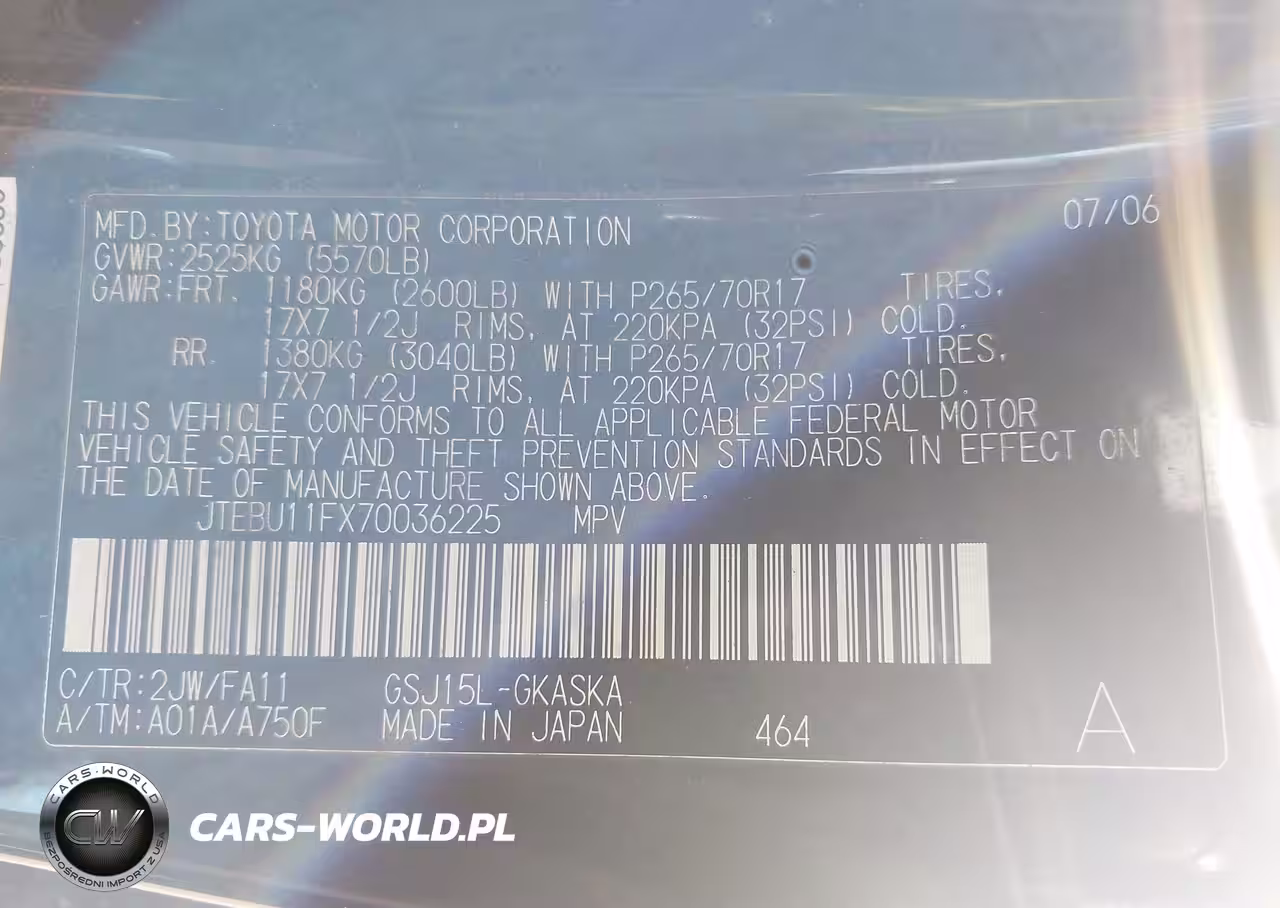 MFD. BY:TOYOTA MOTOR CORPORATION 07/06
GVWR:2525KG (5570LB)
GAWR:FRT. 1180KG (2600LB) WITH P265/70R17 TIRES,
17X7 1/2J RIMS, AT 220KPA (32PSI) COLD.
RR. 1380KG (3040LB) WITH P265/70R17 TIRES,
17X7 1/2J RIMS, AT 220KPA (32PSI) COLD.
THIS VEHICLE CONFORMS TO ALL APPLICABLE FEDERAL MOTOR
VEHICLE SAFETY AND THEFT PREVENTION STANDARDS IN EFFECT ON
THE DATE OF MANUFACTURE SHOWN ABOVE.
JTEBU11FX70036225 MPV
C/TR:2JW/FA11 GSJ15L-GKASKA
A/TM:A01A/A750F MADE IN JAPAN 464 A
CARS-WORLD
CW
BEZPOŚREDNI IMPORT Z USA
CARS-WORLD.PL